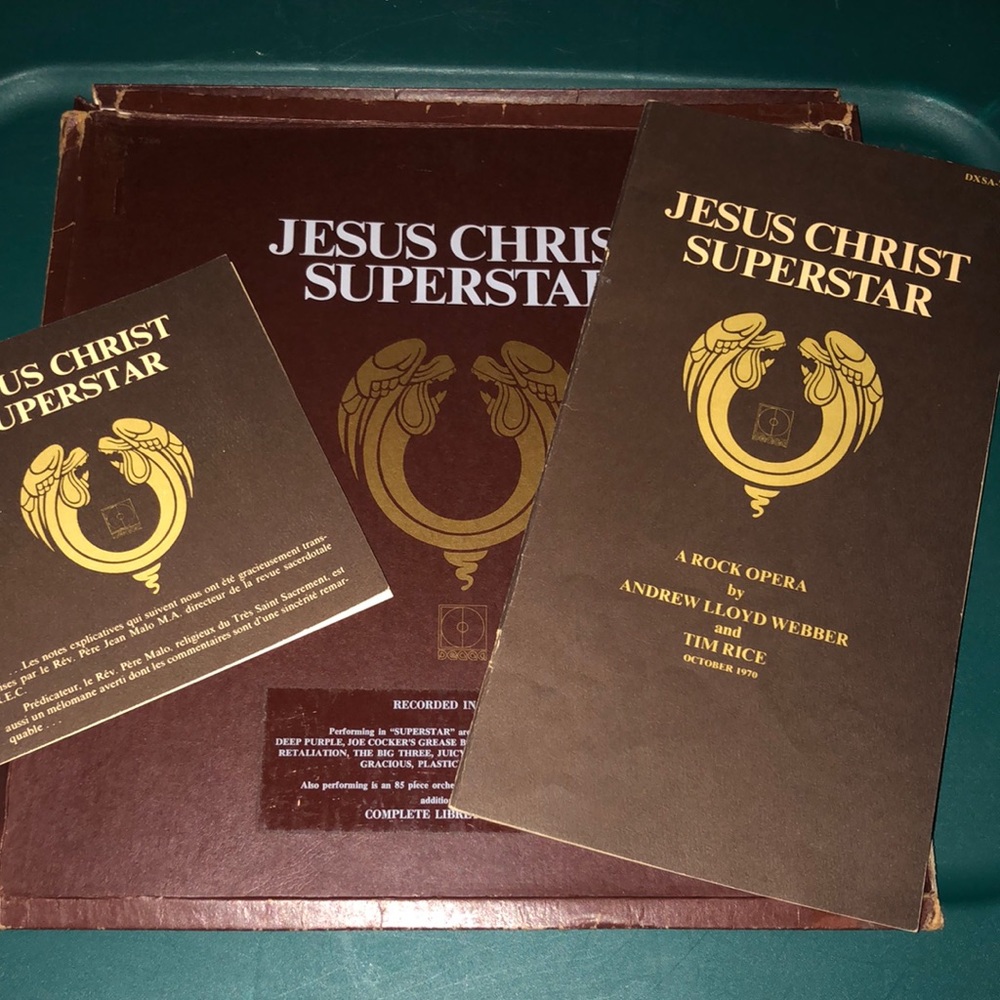 JESUS CHRIS
SUPERSTAR
RECORDED IN
Performing in "SUPERSTAR" are
DEEP PURPLE, JOE COCKER'S GREASE B
RETALIATION, THE BIG THREE, JUICY
GRACIOUS, PLASTIC
Also performing is an 85 piece orche
additio
COMPLETE LIBRE
US CHRIST
UPERSTAR
...Les notes explicatives qui suivent nous ont été gracieusement trans-
ises par le Rév. Père Jean Malo M.A. directeur de la revue sacerdotale
.E.C.
Prédicateur, le Rév. Père Malo, religieux du Très Saint Sacrement, est
aussi un mélomane averti dont les commentaires sont d'une sincérité remar-
quable . . .
DXSA-
JESUS CHRIST
SUPERSTAR
A ROCK OPERA
by
ANDREW LLOYD WEBBER
and
TIM RICE
OCTOBER 1970